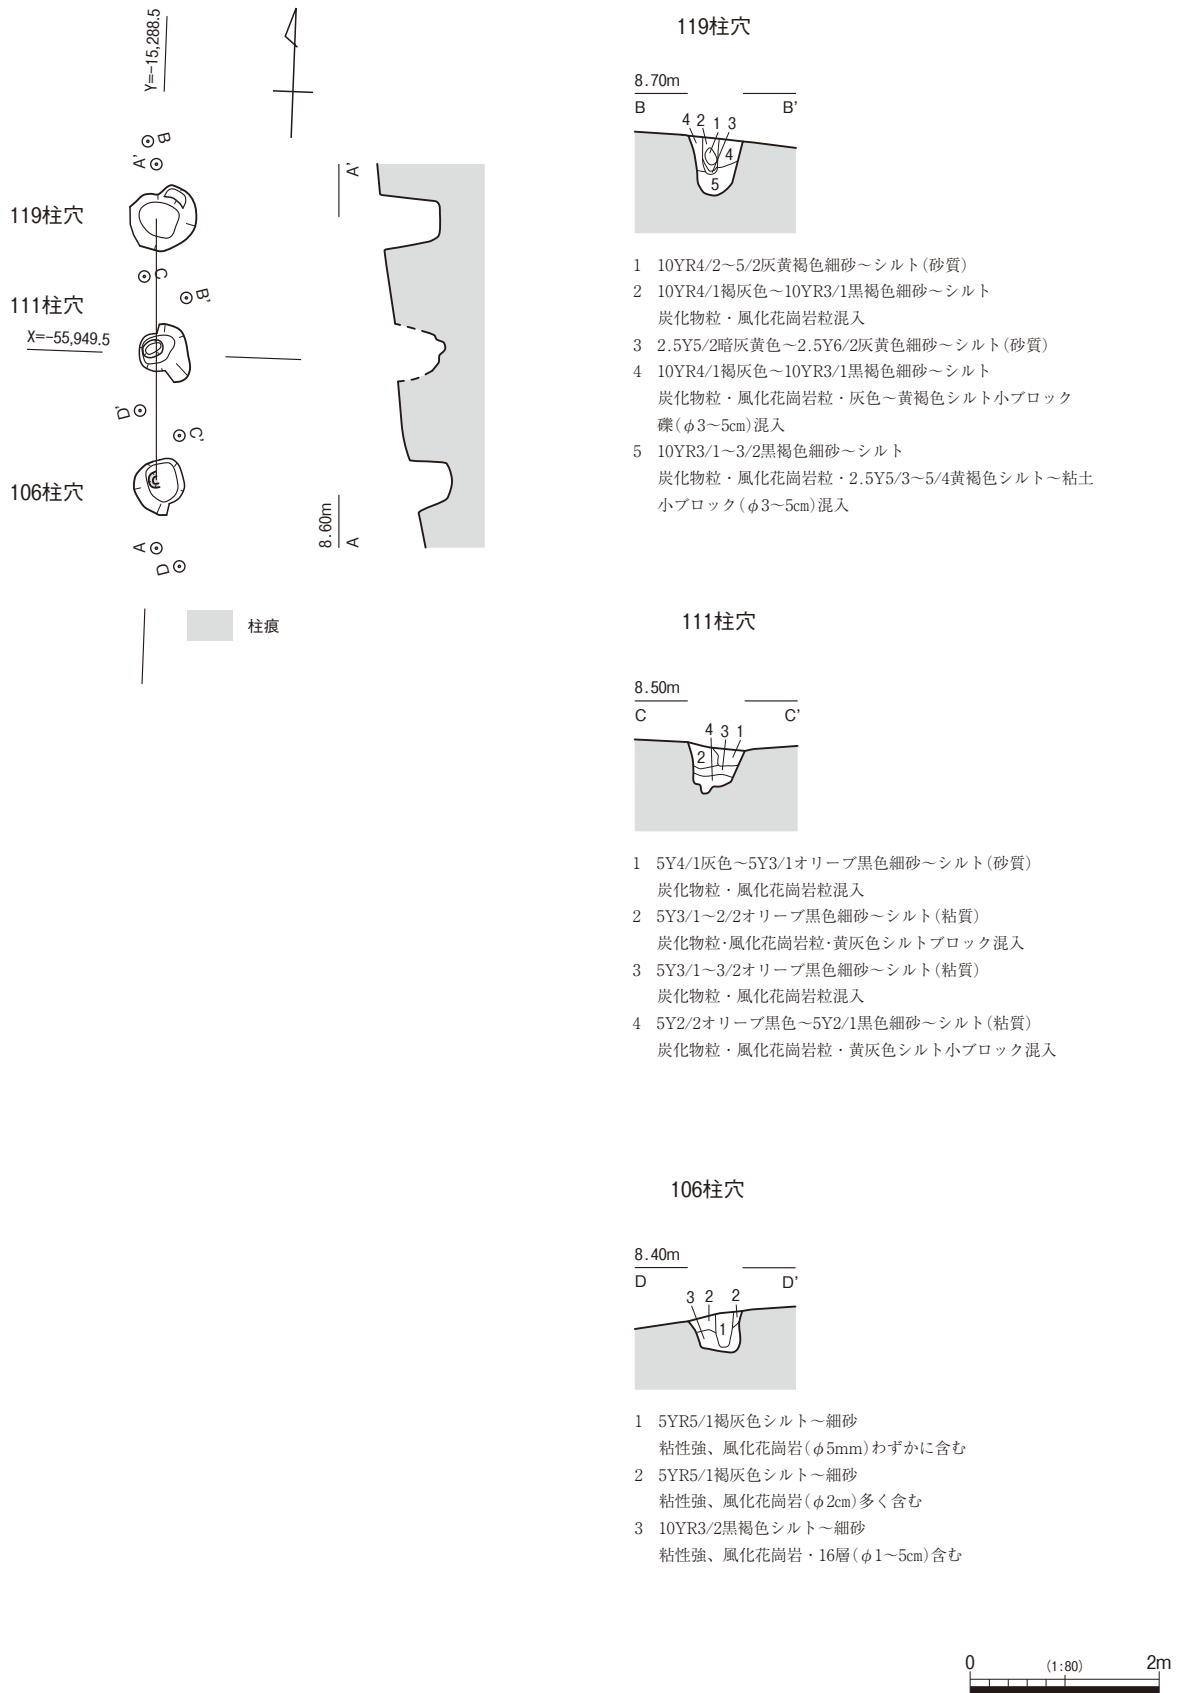 Y=-15,288.5
B
A'
119柱穴
C
B'
111柱穴
X=-55,949.5
D'
C'
106柱穴
A
D
A'
8.60m
A
柱痕
119柱穴
8.70m
B B'
4 2 1 3
4
5
1 10YR4/2～5/2灰黄褐色細砂～シルト(砂質)
2 10YR4/1褐灰色～10YR3/1黒褐色細砂～シルト
炭化物粒・風化花崗岩粒混入
3 2.5Y5/2暗灰黄色～2.5Y6/2灰黄色細砂～シルト(砂質)
4 10YR4/1褐灰色～10YR3/1黒褐色細砂～シルト
炭化物粒・風化花崗岩粒・灰色～黄褐色シルト小ブロック
礫(φ3～5㎝)混入
5 10YR3/1～3/2黒褐色細砂～シルト
炭化物粒・風化花崗岩粒・2.5Y5/3～5/4黄褐色シルト～粘土
小ブロック(φ3～5㎝)混入
111柱穴
8.50m
C C'
4 3 1
2
1 5Y4/1灰色～5Y3/1オリーブ黒色細砂～シルト(砂質)
炭化物粒・風化花崗岩粒混入
2 5Y3/1～2/2オリーブ黒色細砂～シルト(粘質)
炭化物粒･風化花崗岩粒･黄灰色シルトブロック混入
3 5Y3/1～3/2オリーブ黒色細砂～シルト(粘質)
炭化物粒・風化花崗岩粒混入
4 5Y2/2オリーブ黒色～5Y2/1黒色細砂～シルト(粘質)
炭化物粒・風化花崗岩粒・黄灰色シルト小ブロック混入
106柱穴
8.40m
D D'
3 2 2
1
1 5YR5/1褐灰色シルト～細砂
粘性強、風化花崗岩(φ5mm)わずかに含む
2 5YR5/1褐灰色シルト～細砂
粘性強、風化花崗岩(φ2㎝)多く含む
3 10YR3/2黒褐色シルト～細砂
粘性強、風化花崗岩・16層(φ1～5㎝)含む
0 (1:80) 2m